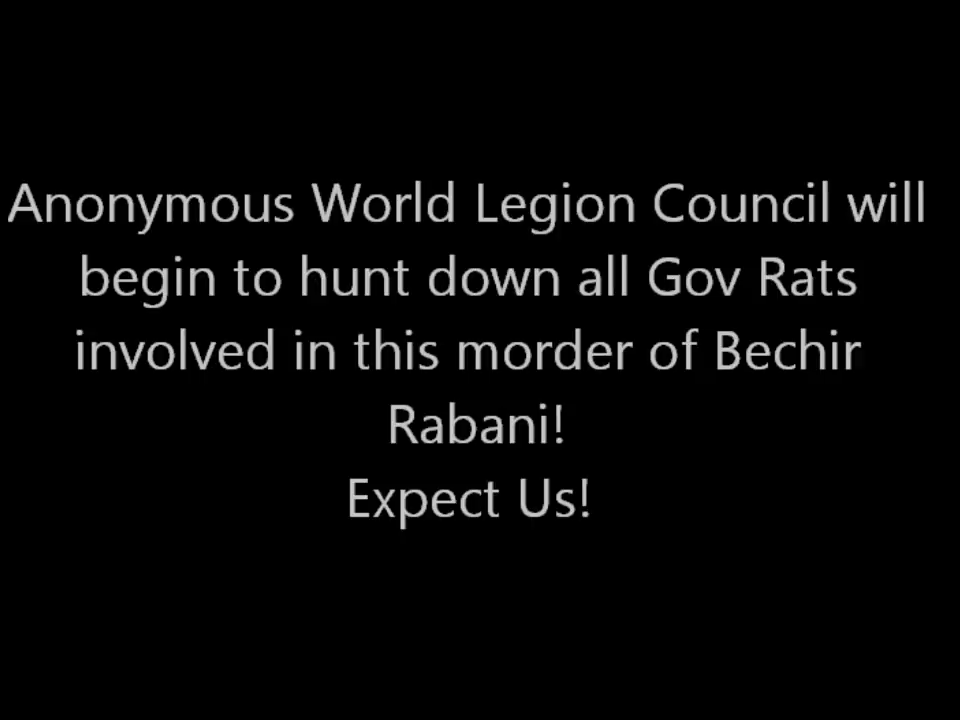 Anonymous World Legion Council will
begin to hunt down all Gov Rats
involved in this morder of Bechir
Rabani!
Expect Us!